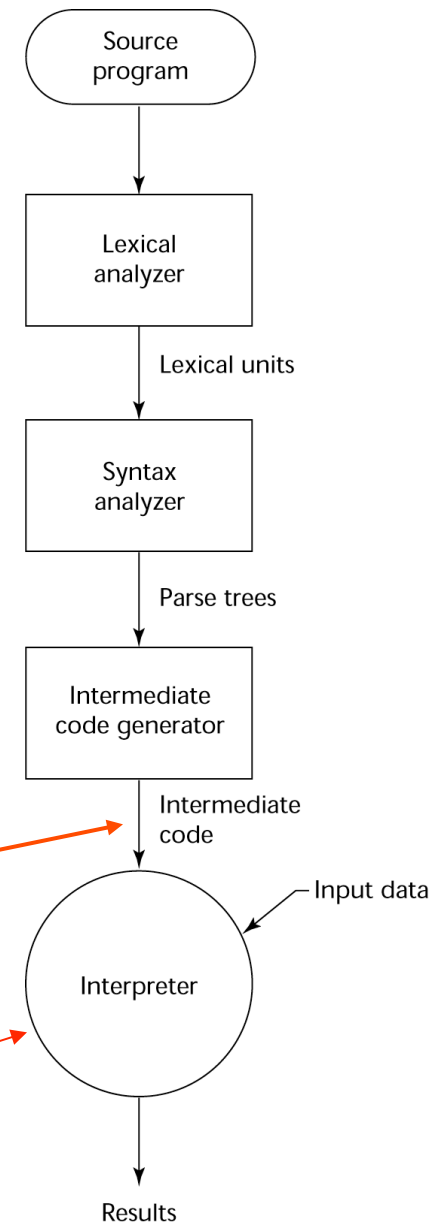 Source
program
Lexical
analyzer
Lexical units
Syntax
analyzer
Parse trees
Intermediate
code generator
Intermediate
code
Input data
Interpreter
Results